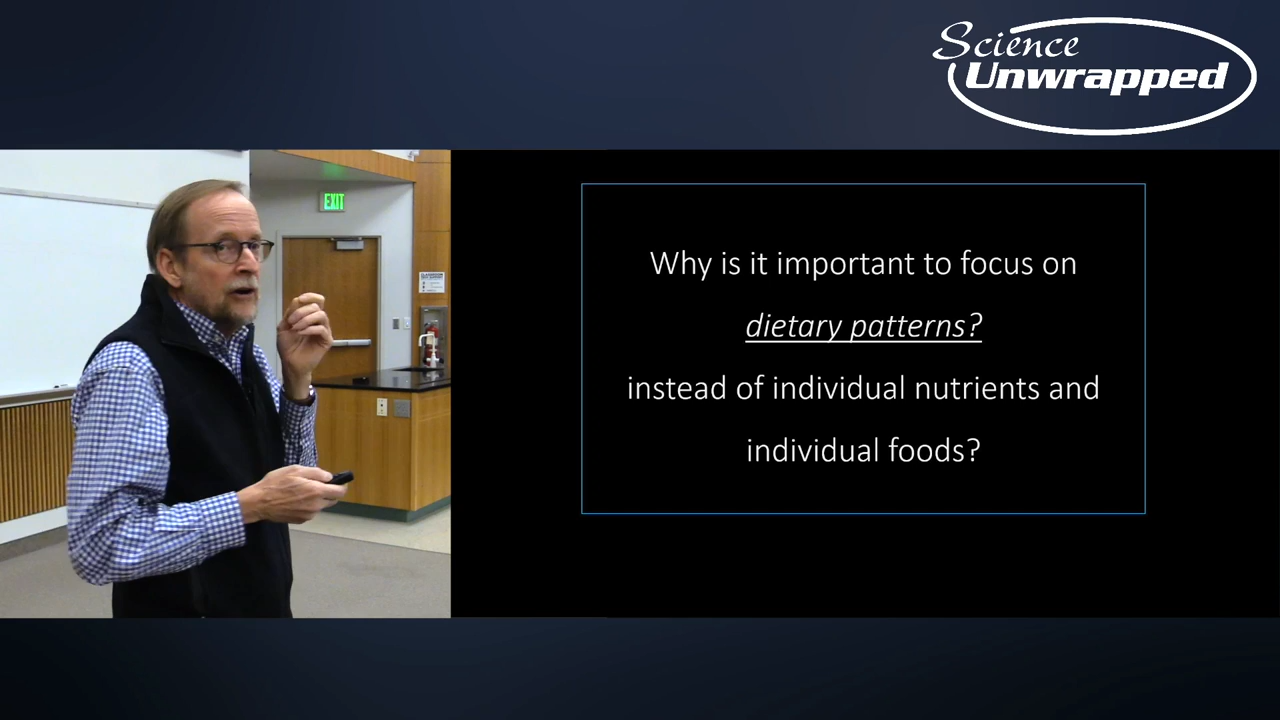 Science
Unwrapped
EXIT
Why is it important to focus on
dietary patterns?
instead of individual nutrients and
individual foods?